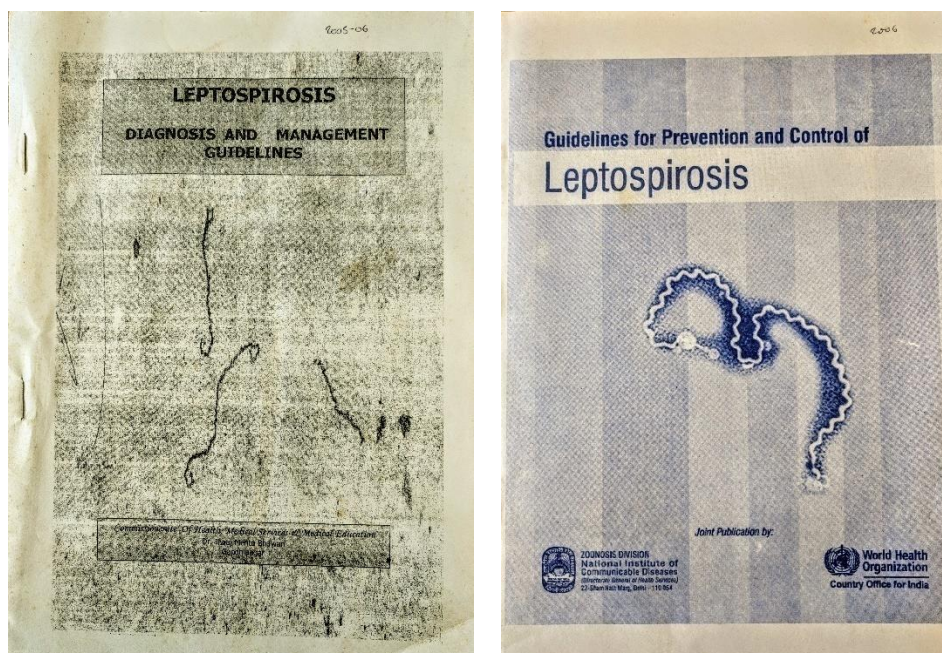 2005-06
LEPTOSPIROSIS
DIAGNOSIS AND MANAGEMENT
GUIDELINES
Commissionerate Of Health, Medical Services & Medical Education
Bhawan
2006
Guidelines for Prevention and Control of
Leptospirosis
Joint Publication by:
ZOONOSIS DIVISION
National Institute of
Communicable Diseases
(Directorate General of Health Services)
22-Sham Nath Marg, Delhi - 110 054
World Health
Organization
Country Office for India